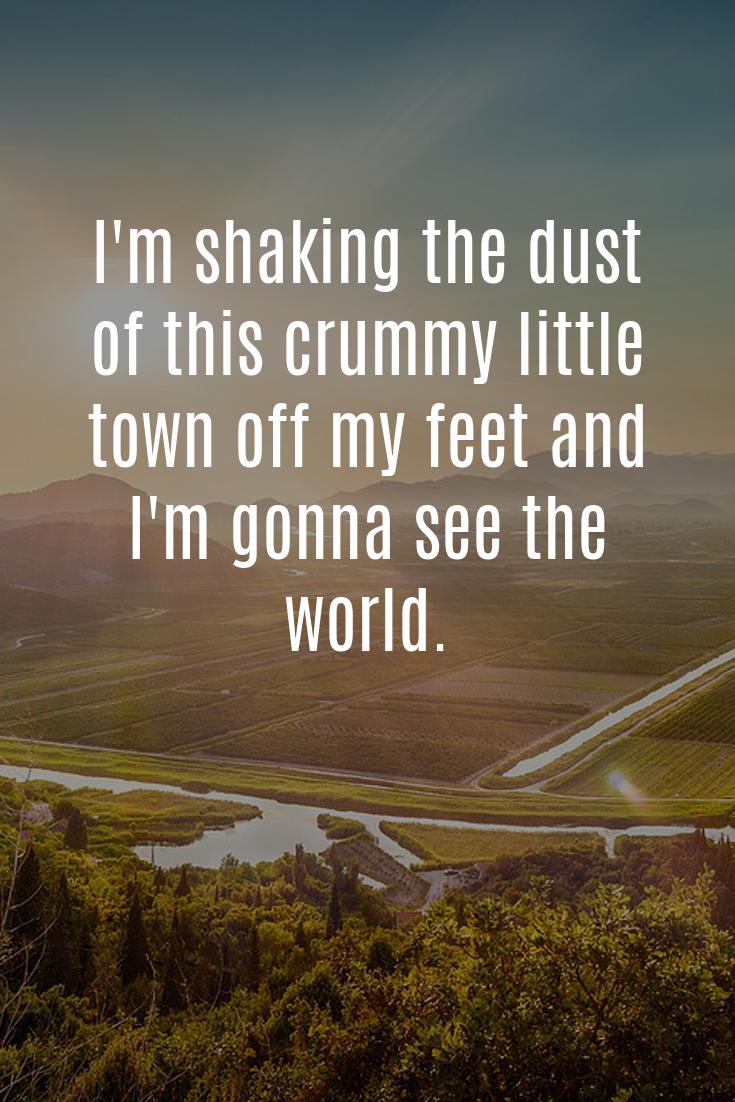 I'm shaking the dust
of this crummy little
town off my feet and
I'm gonna see the
world.